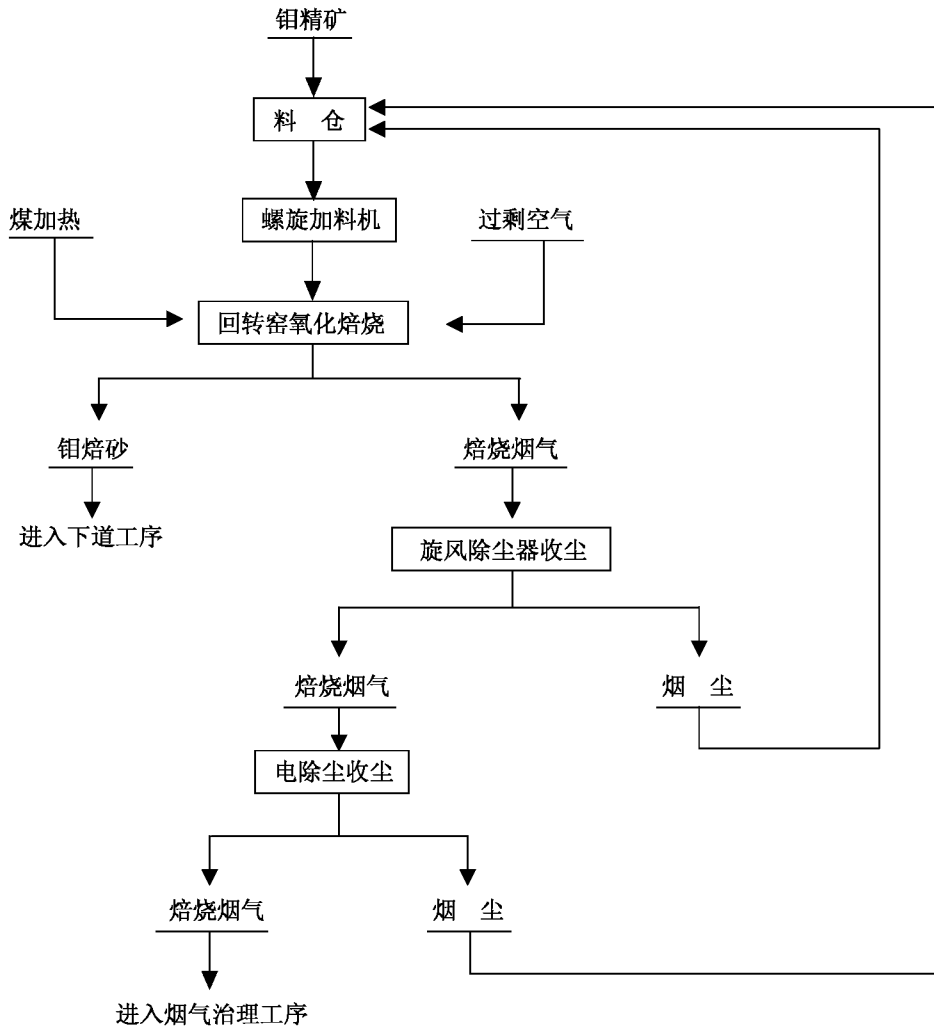 钼精矿
料 仓
螺旋加料机
煤加热
过剩空气
回转窑氧化焙烧
钼焙砂
焙烧烟气
进入下道工序
旋风除尘器收尘
焙烧烟气
烟 尘
电除尘收尘
焙烧烟气
烟 尘
进入烟气治理工序